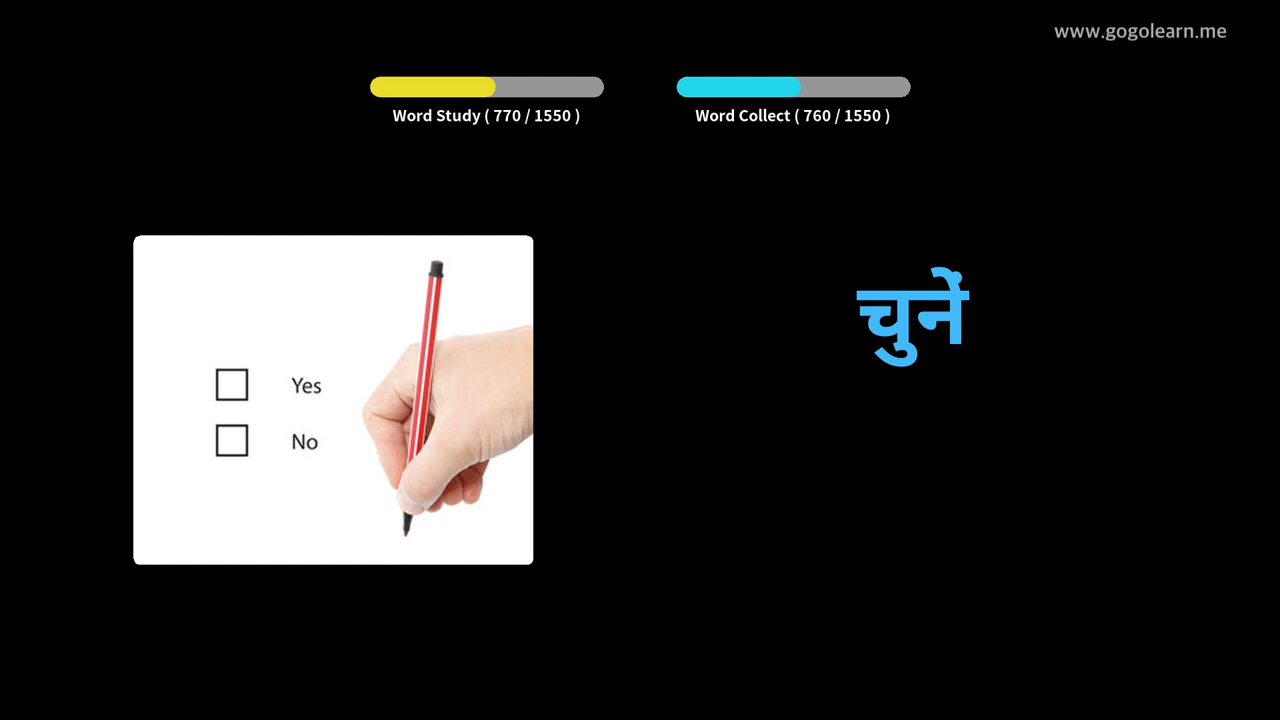 www.gogolearn.me
Word Study ( 770 / 1550 )
Word Collect ( 760 / 1550 )
Yes
No
चुनें